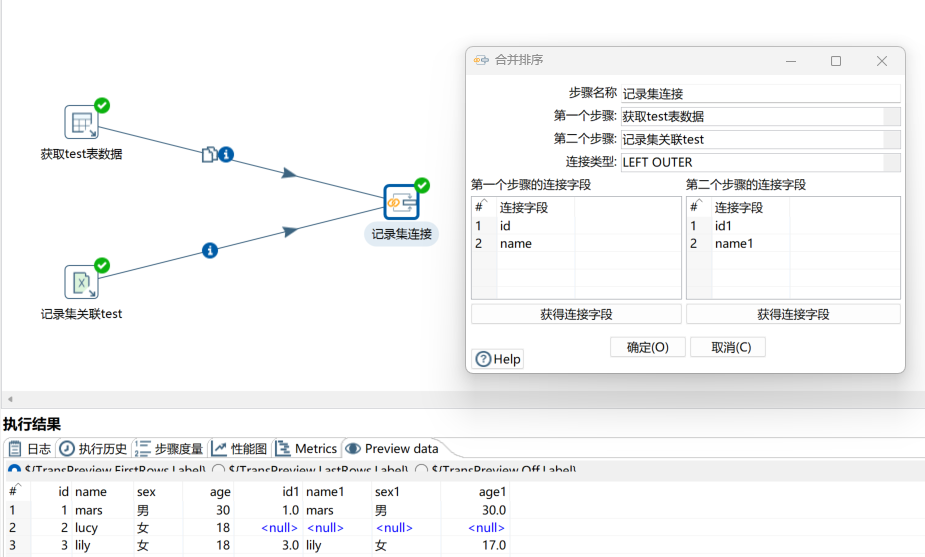 合并排序
步骤名称 记录集连接
第一个步骤: 获取test表数据
第二个步骤: 记录集关联test
连接类型: LEFT OUTER
第一个步骤的连接字段 第二个步骤的连接字段
# 连接字段 # 连接字段
1 id 1 id1
2 name 2 name1
获得连接字段 获得连接字段
确定(O) 取消(C)
Help
获取test表数据
记录集连接
记录集关联test
执行结果
日志 执行历史 步骤度量 性能图 Metrics Preview data
${TransPreview.FirstRows.Label} ${TransPreview.LastRows.Label} ${TransPreview.Off.Label}
# id name sex age id1 name1 sex1 age1
1 1 mars 男 30 1.0 mars 男 30.0
2 2 lucy 女 18 <null> <null> <null> <null>
3 3 lily 女 18 3.0 lily 女 17.0